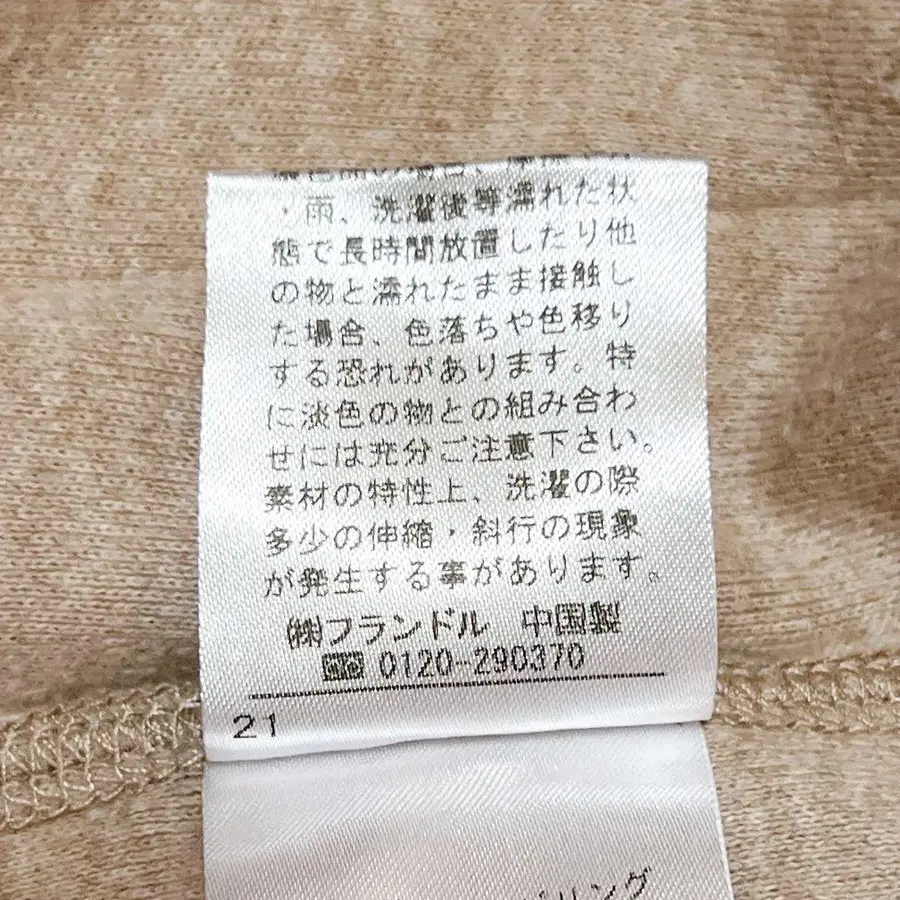 ・雨、洗濯後等濡れた状
態で長時間放置したり他
の物と濡れたまま接触し
た場合、色落ちや色移り
する恐れがあります。特
に淡色の物との組み合わ
せには充分ご注意下さい。
素材の特性上、洗濯の際
多少の伸縮・斜行の現象
が発生する事があります。
㈱フランドル 中国製
0120-290370
21
リング